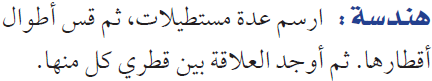 هندسة : ارسم عدة مستطيلات، ثم قس أطوال
أقطارها. ثم أوجد العلاقة بين قطري كل منها.